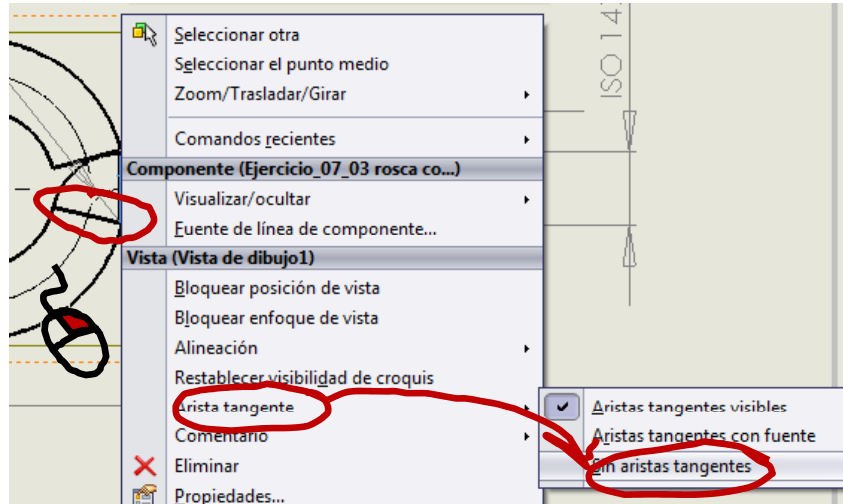 Seleccionar otra
Seleccionar el punto medio
Zoom/Trasladar/Girar
Comandos recientes
Componente (Ejercicio_07_03 rosca co...)
Visualizar/ocultar
Fuente de línea de componente...
Vista (Vista de dibujo1)
Bloquear posición de vista
Bloquear enfoque de vista
Alineación
Restablecer visibilidad de croquis
Arista tangente
Comentario
Eliminar
Propiedades...
Aristas tangentes visibles
Aristas tangentes con fuente
Sin aristas tangentes
ISO 14